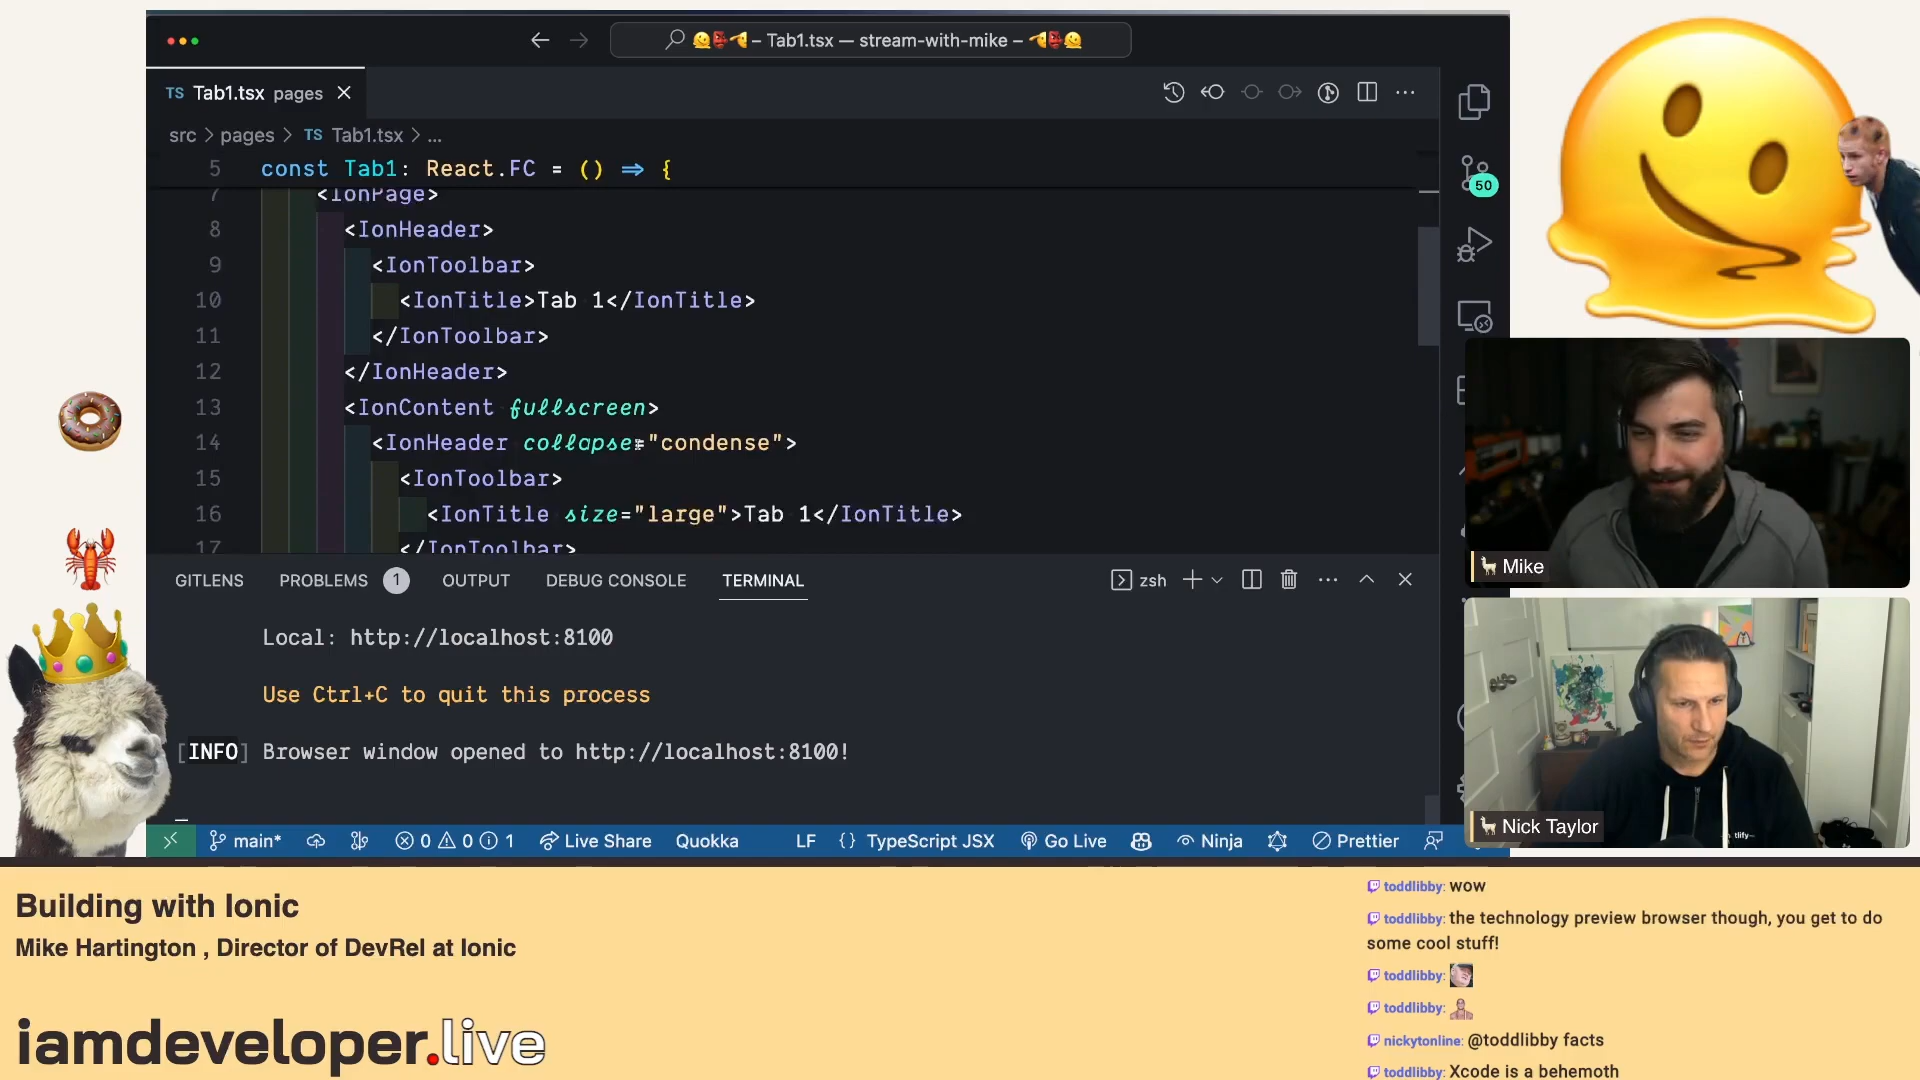 – Tab1.tsx — stream-with-mike –
TS Tab1.tsx pages
src > pages > TS Tab1.tsx > ...
5 const Tab1: React.FC = () ⇒ {
7 <IonPage>
8 <IonHeader>
9 <IonToolbar>
10 <IonTitle>Tab 1</IonTitle>
11 </IonToolbar>
12 </IonHeader>
13 <IonContent fullscreen>
14 <IonHeader collapse="condense">
15 <IonToolbar>
16 <IonTitle size="large">Tab 1</IonTitle>
17 </IonToolbar>
50
GITLENS PROBLEMS 1 OUTPUT DEBUG CONSOLE TERMINAL zsh
Local: http://localhost:8100
Use Ctrl+C to quit this process
[INFO] Browser window opened to http://localhost:8100!
main* 0 0 1 Live Share Quokka LF {} TypeScript JSX Go Live Ninja Prettier
Mike
Nick Taylor
Building with Ionic
Mike Hartington , Director of DevRel at Ionic
iamdeveloper.live
toddlibby: wow
toddlibby: the technology preview browser though, you get to do
some cool stuff!
toddlibby:
toddlibby:
nickytonline: @toddlibby facts
toddlibby: Xcode is a behemoth